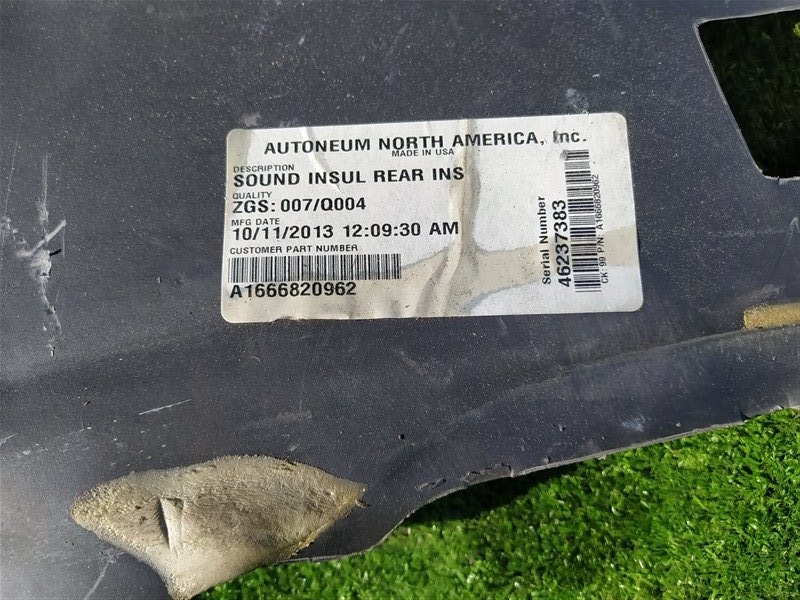 AUTONEUM NORTH AMERICA, Inc.
MADE IN USA
DESCRIPTION
SOUND INSUL REAR INS
QUALITY
ZGS: 007/Q004
MFG DATE
10/11/2013 12:09:30 AM
CUSTOMER PART NUMBER
A1666820962
Serial Number
46237383
CK: 99 P/N: A1666820962